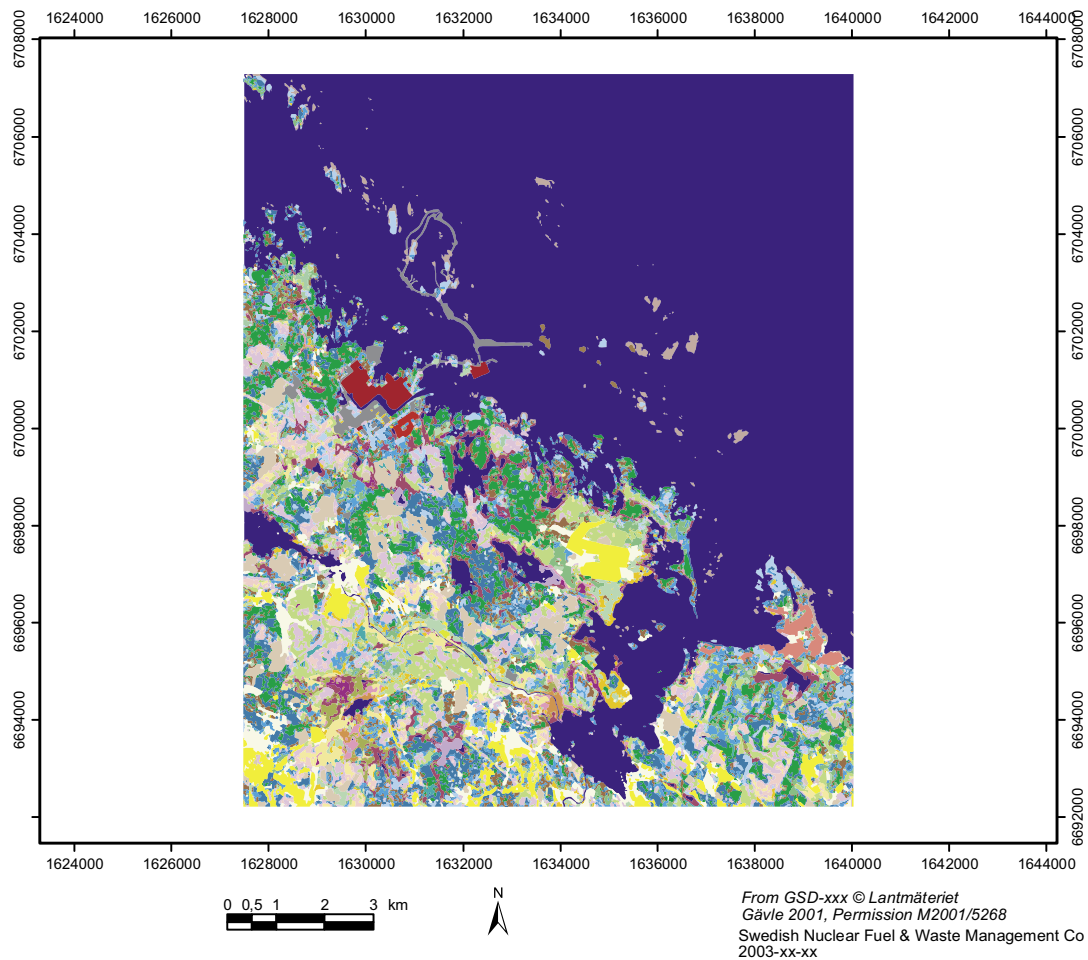 1624000 1626000 1628000 1630000 1632000 1634000 1636000 1638000 1640000 1642000 1644000
6708000 6708000
6706000 6706000
6704000 6704000
6702000 6702000
6700000 6700000
6698000 6698000
6696000 6696000
6694000 6694000
6692000 6692000
1624000 1626000 1628000 1630000 1632000 1634000 1636000 1638000 1640000 1642000 1644000
0 0,5 1 2 3 km
N
From GSD-xxx © Lantmäteriet
Gävle 2001, Permission M2001/5268
Swedish Nuclear Fuel & Waste Management Co
2003-xx-xx